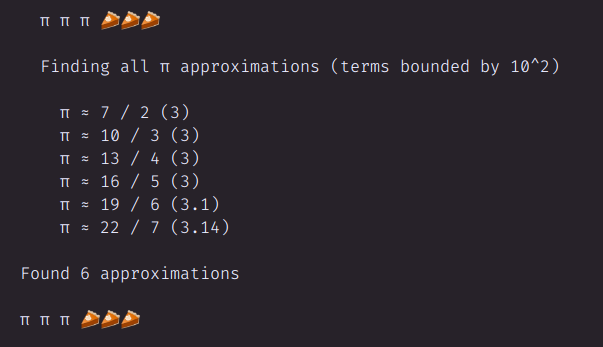 π π π 🥧🥧🥧
Finding all π approximations (terms bounded by 10^2)
π ≈ 7 / 2 (3)
π ≈ 10 / 3 (3)
π ≈ 13 / 4 (3)
π ≈ 16 / 5 (3)
π ≈ 19 / 6 (3.1)
π ≈ 22 / 7 (3.14)
Found 6 approximations
π π π 🥧🥧🥧